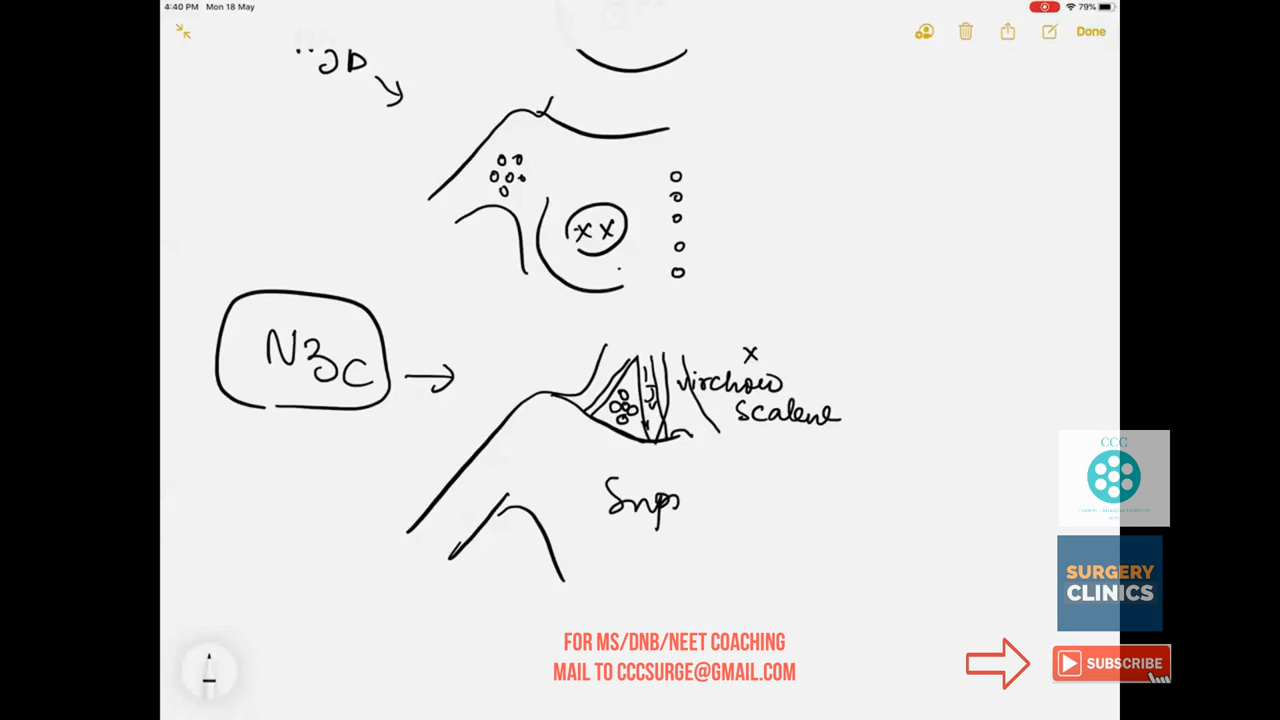 4:40 PM Mon 18 May
79%
Done
N3c
Virchow
x
scalene
Sups
CCC
SURGERY
CLINICS
FOR MS/DNB/NEET COACHING
MAIL TO CCCSURGE@GMAIL.COM
SUBSCRIBE